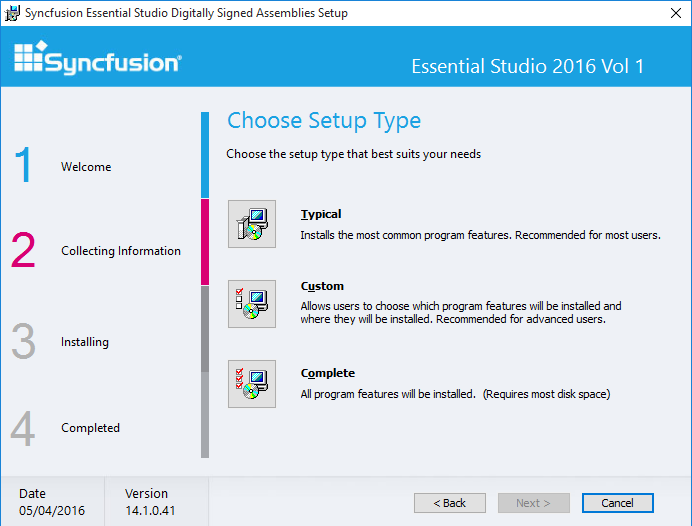 Syncfusion Essential Studio Digitally Signed Assemblies Setup
Syncfusion®
Essential Studio 2016 Vol 1
1 Welcome
2 Collecting Information
3 Installing
4 Completed
Choose Setup Type
Choose the setup type that best suits your needs
Typical
Installs the most common program features. Recommended for most users.
Custom
Allows users to choose which program features will be installed and
where they will be installed. Recommended for advanced users.
Complete
All program features will be installed.  (Requires most disk space)
Date
05/04/2016
Version
14.1.0.41
< Back
Next >
Cancel